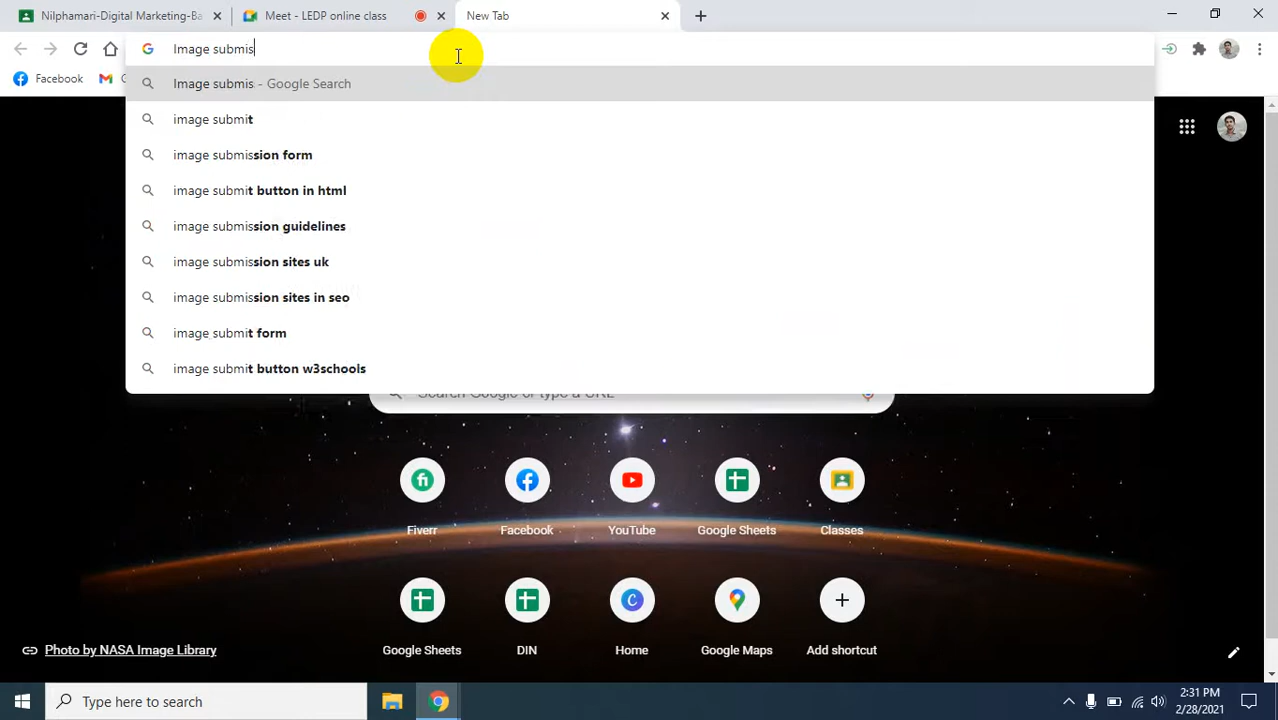 Nilphamari-Digital Marketing-Ba
Meet - LEDP online class
New Tab
Image submis
Facebook
Image submis - Google Search
image submit
image submission form
image submit button in html
image submission guidelines
image submission sites uk
image submission sites in seo
image submit form
image submit button w3schools
Search Google or type a URL
Fiverr
Facebook
YouTube
Google Sheets
Classes
Google Sheets
DIN
Home
Google Maps
Add shortcut
Photo by NASA Image Library
Type here to search
2:31 PM
2/28/2021